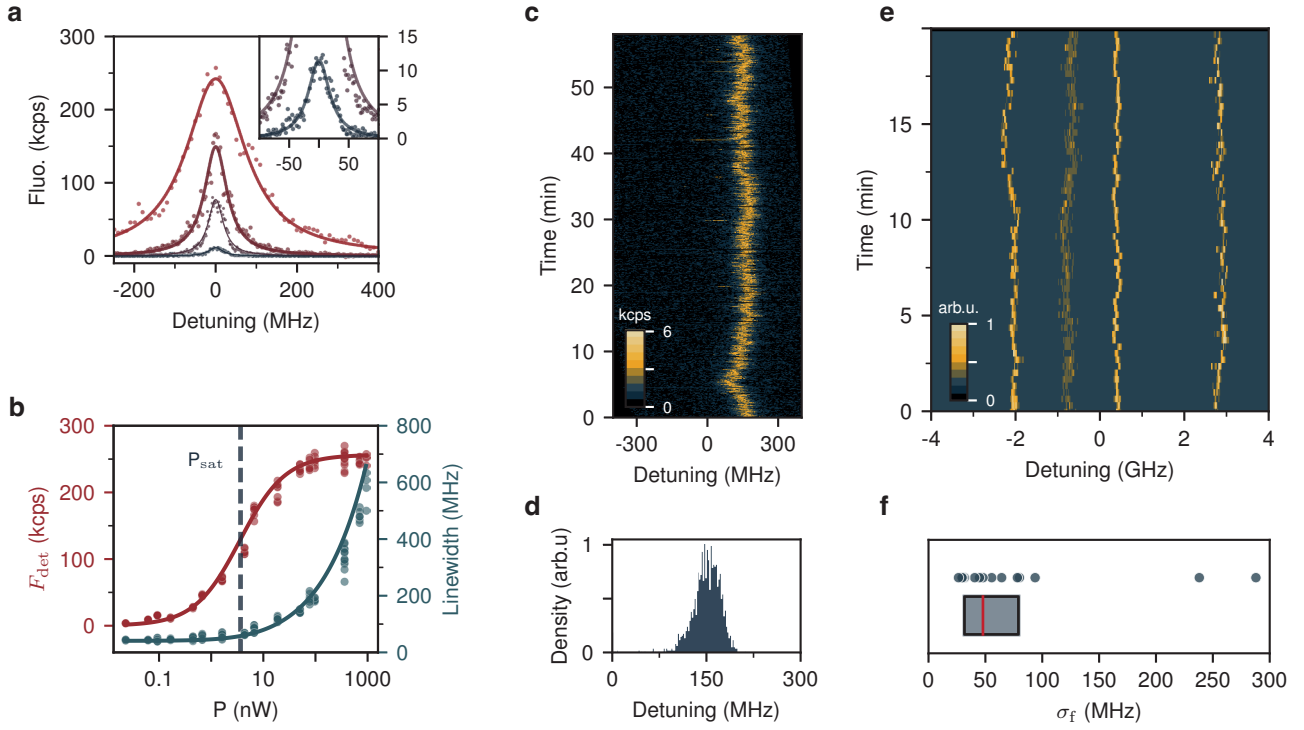 a
300
200
100
0
Fluo. (kcps)
-200
0
200
400
Detuning (MHz)
15
10
5
0
-50
0
50
b
300
200
100
0
F_det (kcps)
P_sat
800
600
400
200
0
Linewidth (MHz)
0.1
10
1000
P (nW)
c
50
40
30
20
10
0
Time (min)
kcps
6
0
-300
0
300
Detuning (MHz)
d
1
0
Density (arb.u)
0
150
300
Detuning (MHz)
e
15
10
5
0
Time (min)
arb.u.
1
0
-4
-2
0
2
4
Detuning (GHz)
f
0
50
100
150
200
250
300
σ_f (MHz)